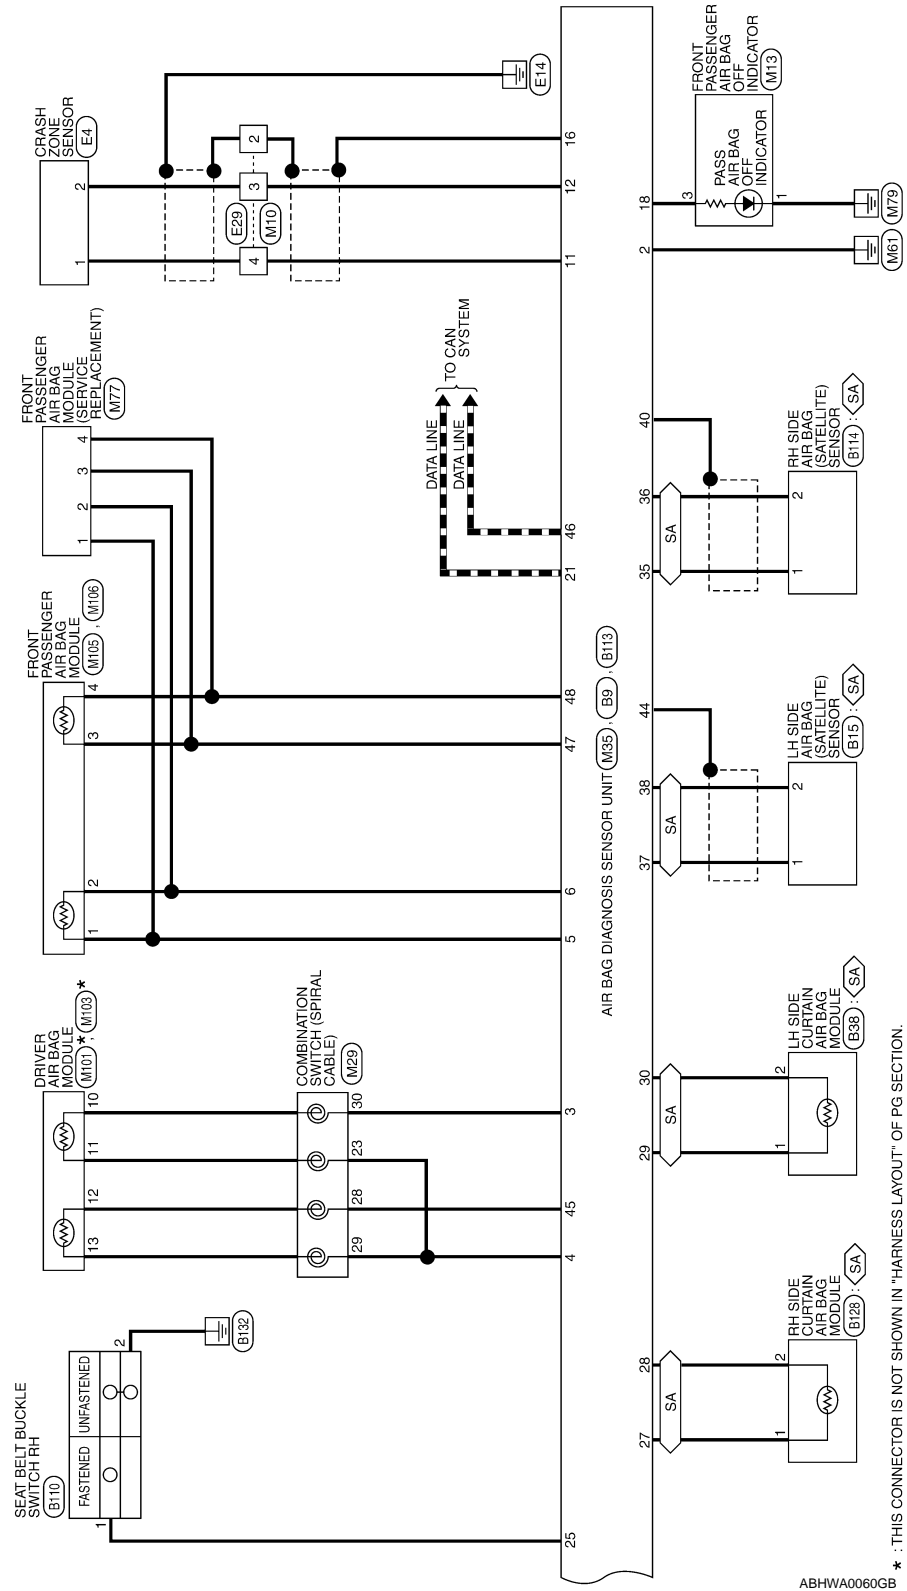 SEAT BELT BUCKLE
SWITCH RH
B110
FASTENED
UNFASTENED
1
2
B132
DRIVER
AIR BAG
MODULE
M101 * , M103 *
13
12
11
10
COMBINATION
SWITCH (SPIRAL
CABLE)
M29
29
28
23
30
FRONT
PASSENGER
AIR BAG
MODULE
M105 , M106
1
2
3
4
FRONT
PASSENGER
AIR BAG
MODULE
(SERVICE
REPLACEMENT)
M77
1
2
3
4
DATA LINE
DATA LINE
TO CAN
SYSTEM
CRASH
ZONE
SENSOR
E4
1
2
4
3
2
E29
M10
E14
25
4
45
3
5
6
47
48
21
46
11
12
16
AIR BAG DIAGNOSIS SENSOR UNIT M35 , B9 , B113
27
28
29
30
37
38
44
35
36
40
2
18
SA
SA
SA
SA
RH SIDE
CURTAIN
AIR BAG
MODULE
B128 : SA
1
2
LH SIDE
CURTAIN
AIR BAG
MODULE
B38 : SA
1
2
LH SIDE
AIR BAG
(SATELLITE)
SENSOR
B15 : SA
1
2
RH SIDE
AIR BAG
(SATELLITE)
SENSOR
B114 : SA
1
2
M61
M79
FRONT
PASSENGER
AIR BAG
OFF
INDICATOR
M13
PASS
AIR BAG
OFF
INDICATOR
3
1
* : THIS CONNECTOR IS NOT SHOWN IN "HARNESS LAYOUT" OF PG SECTION.
ABHWA0060GB